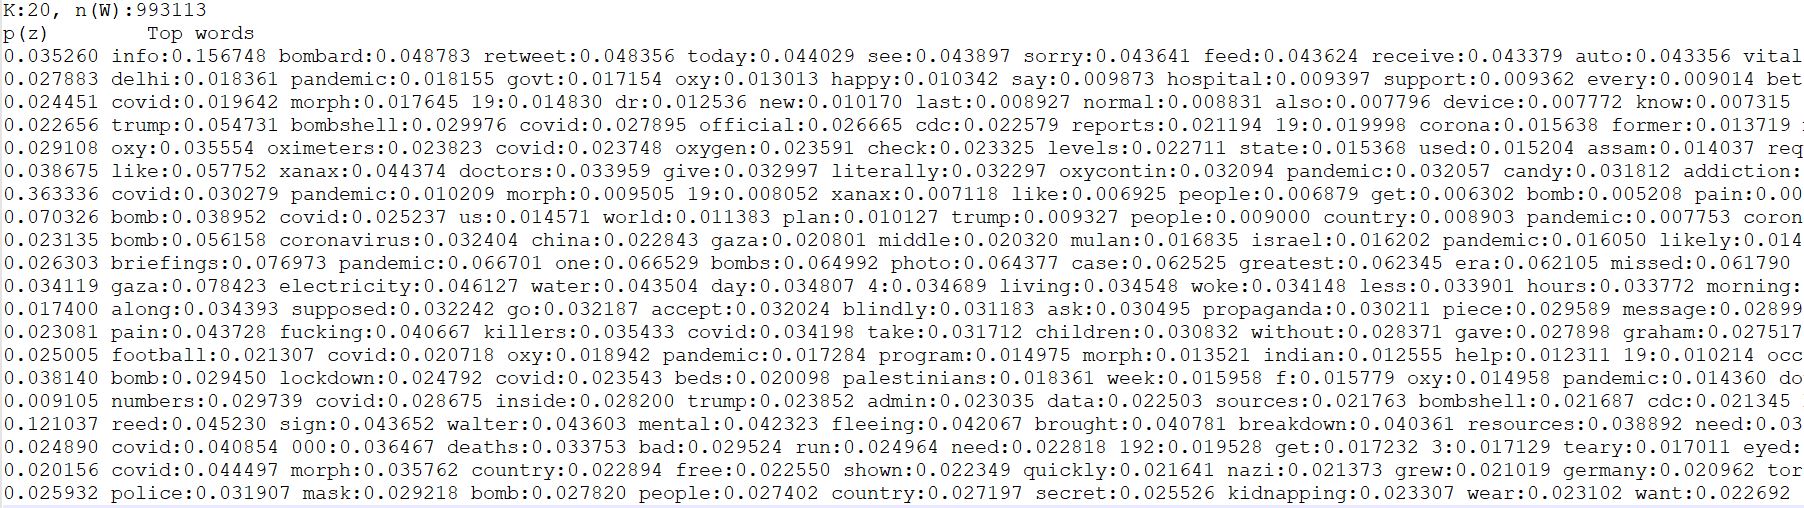 K:20, n(W):993113
p(z) Top words
0.035260 info:0.156748 bombard:0.048783 retweet:0.048356 today:0.044029 see:0.043897 sorry:0.043641 feed:0.043624 receive:0.043379 auto:0.043356 vital
0.027883 delhi:0.018361 pandemic:0.018155 govt:0.017154 oxy:0.013013 happy:0.010342 say:0.009873 hospital:0.009397 support:0.009362 every:0.009014 bet
0.024451 covid:0.019642 morph:0.017645 19:0.014830 dr:0.012536 new:0.010170 last:0.008927 normal:0.008831 also:0.007796 device:0.007772 know:0.007315
0.022656 trump:0.054731 bombshell:0.029976 covid:0.027895 official:0.026665 cdc:0.022579 reports:0.021194 19:0.019998 corona:0.015638 former:0.013719
0.029108 oxy:0.035554 oximeters:0.023823 covid:0.023748 oxygen:0.023591 check:0.023325 levels:0.022711 state:0.015368 used:0.015204 assam:0.014037 req
0.038675 like:0.057752 xanax:0.044374 doctors:0.033959 give:0.032997 literally:0.032297 oxycontin:0.032094 pandemic:0.032057 candy:0.031812 addiction:
0.363336 covid:0.030279 pandemic:0.010209 morph:0.009505 19:0.008052 xanax:0.007118 like:0.006925 people:0.006879 get:0.006302 bomb:0.005208 pain:0.00
0.070326 bomb:0.038952 covid:0.025237 us:0.014571 world:0.011383 plan:0.010127 trump:0.009327 people:0.009000 country:0.008903 pandemic:0.007753 coron
0.023135 bomb:0.056158 coronavirus:0.032404 china:0.022843 gaza:0.020801 middle:0.020320 mulan:0.016835 israel:0.016202 pandemic:0.016050 likely:0.014
0.026303 briefings:0.076973 pandemic:0.066701 one:0.066529 bombs:0.064992 photo:0.064377 case:0.062525 greatest:0.062345 era:0.062105 missed:0.061790
0.034119 gaza:0.078423 electricity:0.046127 water:0.043504 day:0.034807 4:0.034689 living:0.034548 woke:0.034148 less:0.033901 hours:0.033772 morning:
0.017400 along:0.034393 supposed:0.032242 go:0.032187 accept:0.032024 blindly:0.031183 ask:0.030495 propaganda:0.030211 piece:0.029589 message:0.02899
0.023081 pain:0.043728 fucking:0.040667 killers:0.035433 covid:0.034198 take:0.031712 children:0.030832 without:0.028371 gave:0.027898 graham:0.027517
0.025005 football:0.021307 covid:0.020718 oxy:0.018942 pandemic:0.017284 program:0.014975 morph:0.013521 indian:0.012555 help:0.012311 19:0.010214 occ
0.038140 bomb:0.029450 lockdown:0.024792 covid:0.023543 beds:0.020098 palestinians:0.018361 week:0.015958 f:0.015779 oxy:0.014958 pandemic:0.014360 do
0.009105 numbers:0.029739 covid:0.028675 inside:0.028200 trump:0.023852 admin:0.023035 data:0.022503 sources:0.021763 bombshell:0.021687 cdc:0.021345
0.121037 reed:0.045230 sign:0.043652 walter:0.043603 mental:0.042323 fleeing:0.042067 brought:0.040781 breakdown:0.040361 resources:0.038892 need:0.03
0.024890 covid:0.040854 000:0.036467 deaths:0.033753 bad:0.029524 run:0.024964 need:0.022818 192:0.019528 get:0.017232 3:0.017129 teary:0.017011 eyed:
0.020156 covid:0.044497 morph:0.035762 country:0.022894 free:0.022550 shown:0.022349 quickly:0.021641 nazi:0.021373 grew:0.021019 germany:0.020962 tor
0.025932 police:0.031907 mask:0.029218 bomb:0.027820 people:0.027402 country:0.027197 secret:0.025526 kidnapping:0.023307 wear:0.023102 want:0.022692